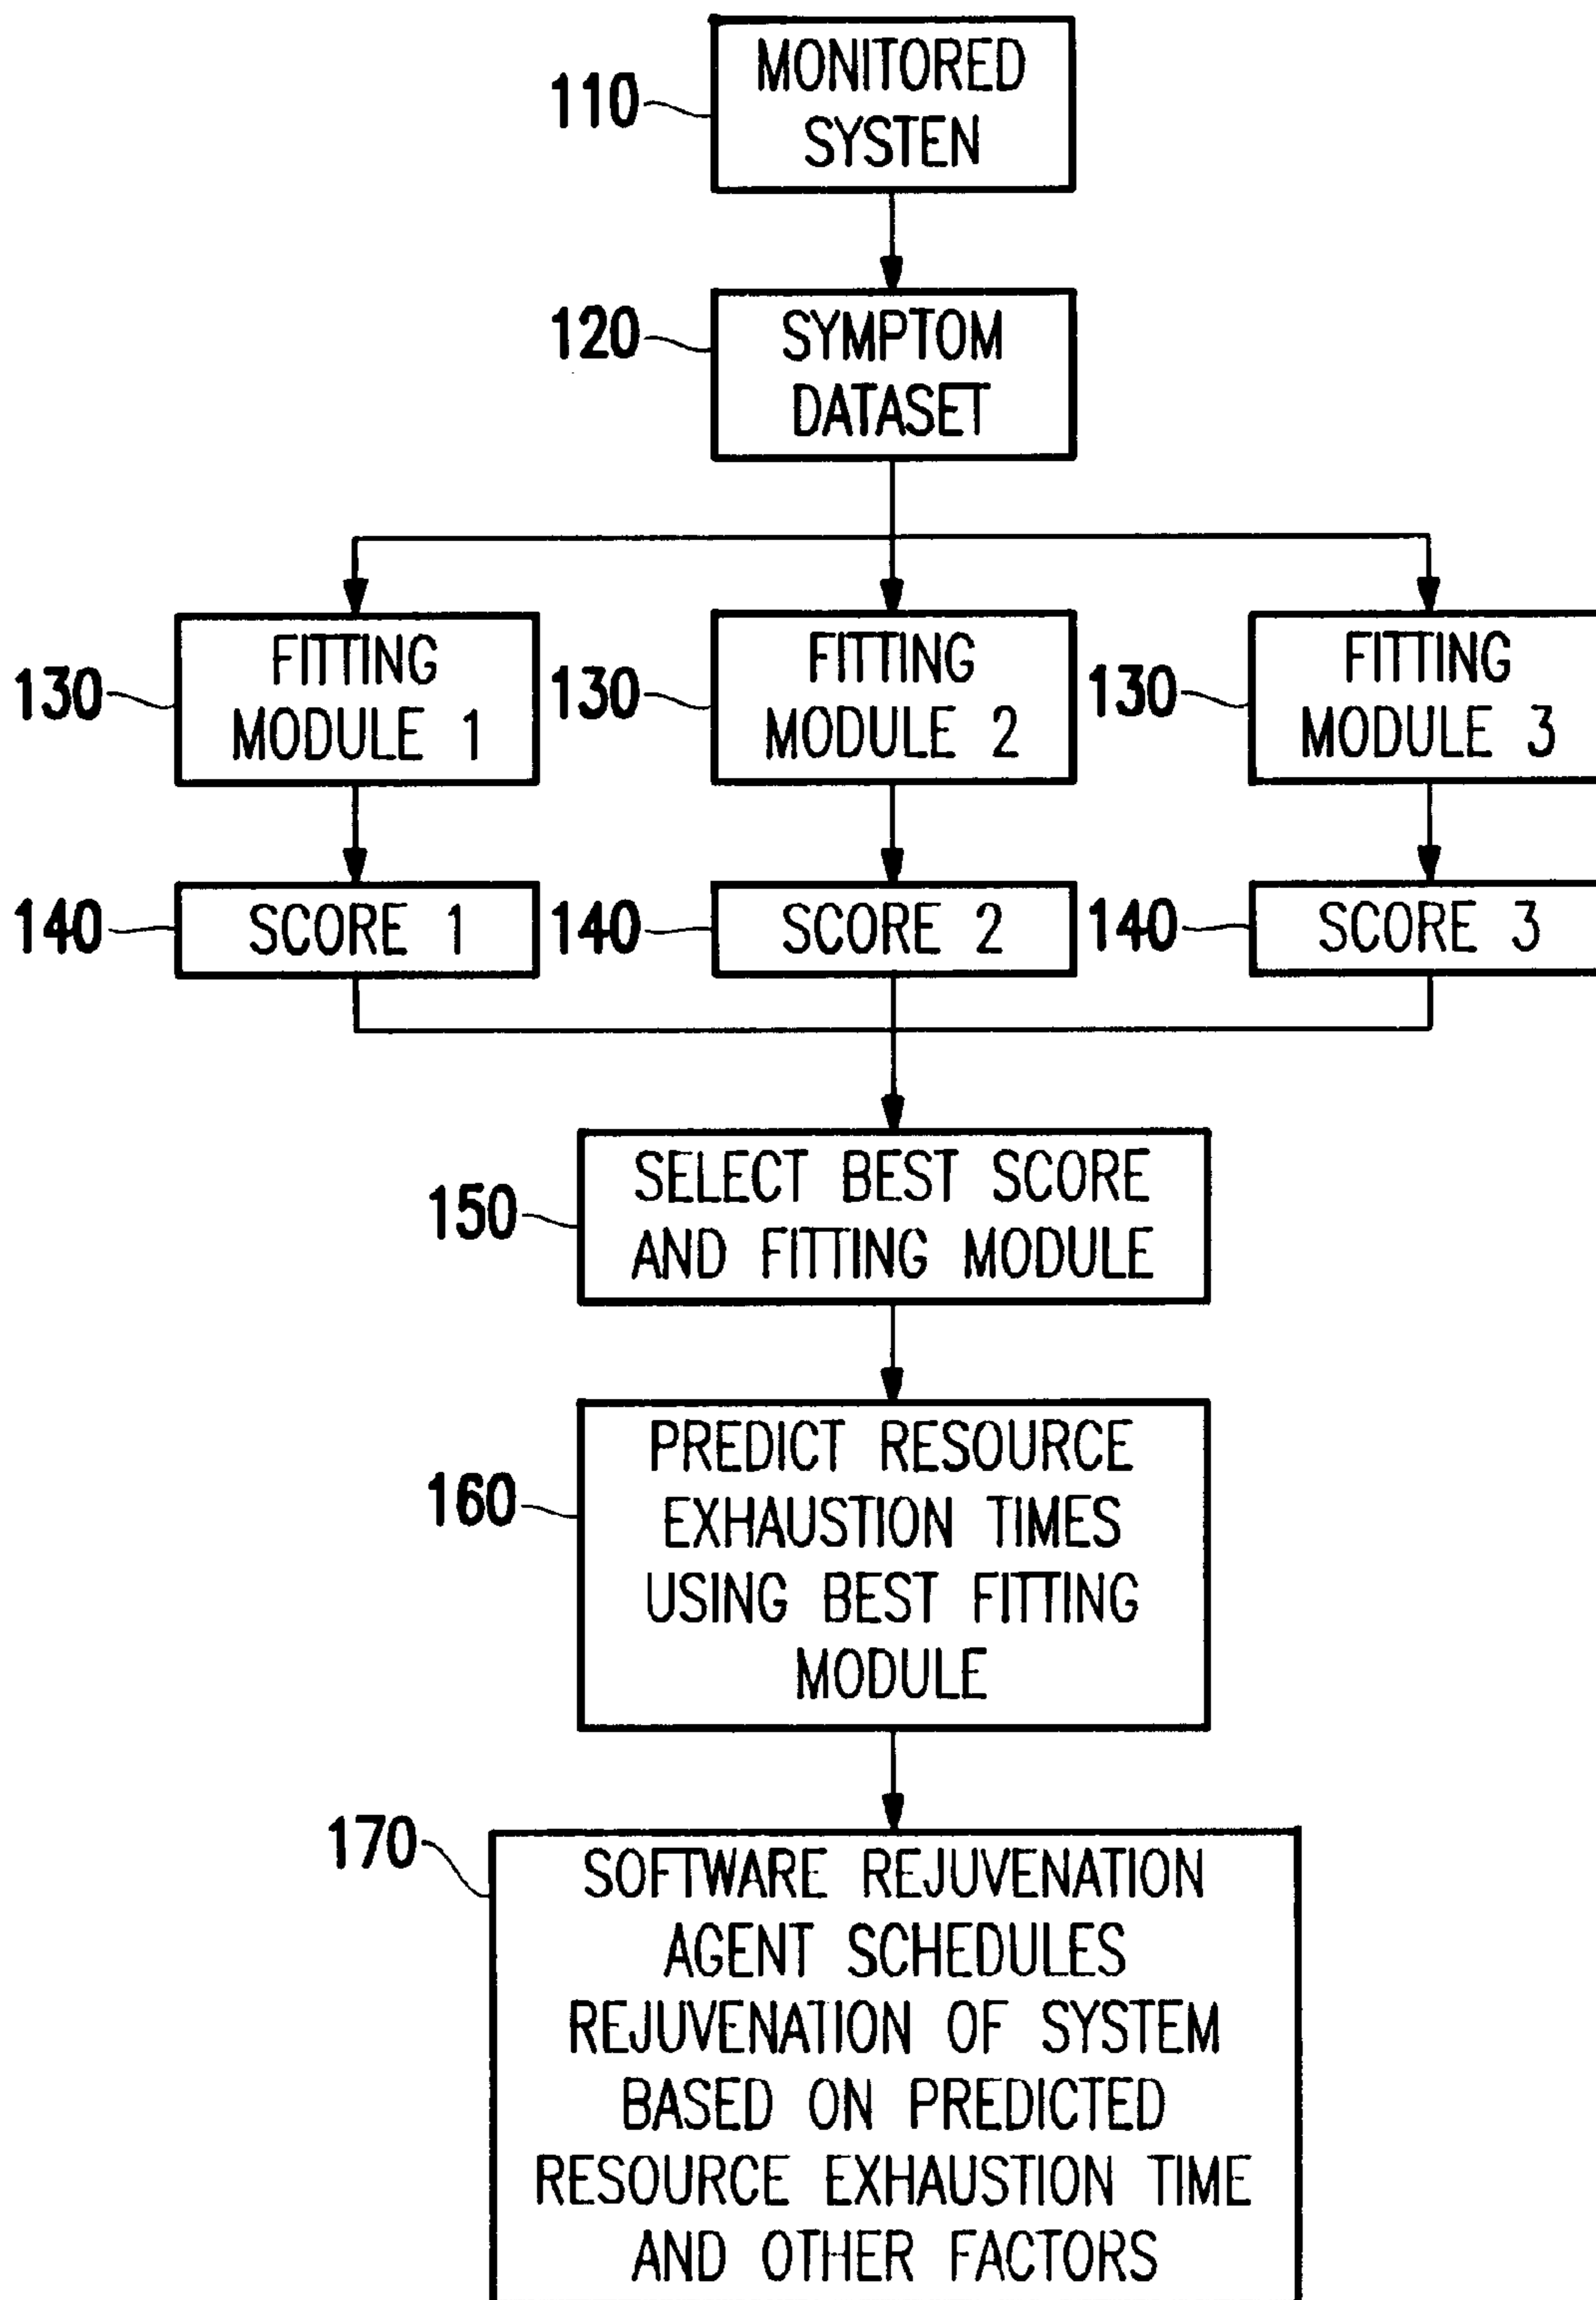 110
MONITORED
SYSTEN
120
SYMPTOM
DATASET
130
FITTING
MODULE 1
130
FITTING
MODULE 2
130
FITTING
MODULE 3
140
SCORE 1
140
SCORE 2
140
SCORE 3
150
SELECT BEST SCORE
AND FITTING MODULE
160
PREDICT RESOURCE
EXHAUSTION TIMES
USING BEST FITTING
MODULE
170
SOFTWARE REJUVENATION
AGENT SCHEDULES
REJUVENATION OF SYSTEM
BASED ON PREDICTED
RESOURCE EXHAUSTION TIME
AND OTHER FACTORS